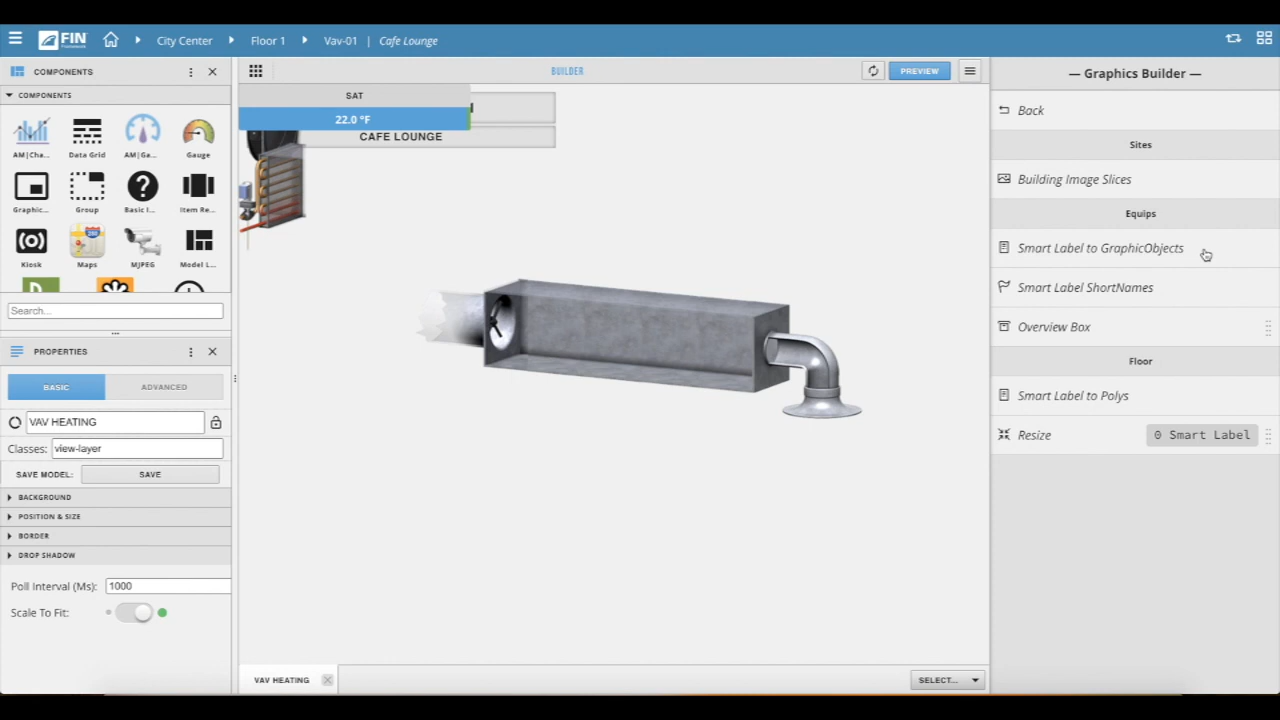 FIN
City Center
Floor 1
Vav-01 | Cafe Lounge
COMPONENTS
BUILDER
PREVIEW
— Graphics Builder —
COMPONENTS
AM|Cha...
Data Grid
AM|Ga...
Gauge
Graphic...
Group
Basic I...
Item Re...
Kiosk
Maps
MJPEG
Model L...
Search...
PROPERTIES
BASIC
ADVANCED
VAV HEATING
Classes:
view-layer
SAVE MODEL:
SAVE
BACKGROUND
POSITION & SIZE
BORDER
DROP SHADOW
Poll Interval (Ms):
1000
Scale To Fit:
SAT
22.0 °F
CAFE LOUNGE
VAV HEATING
SELECT...
Back
Sites
Building Image Slices
Equips
Smart Label to GraphicObjects
Smart Label ShortNames
Overview Box
Floor
Smart Label to Polys
Resize
0 Smart Label